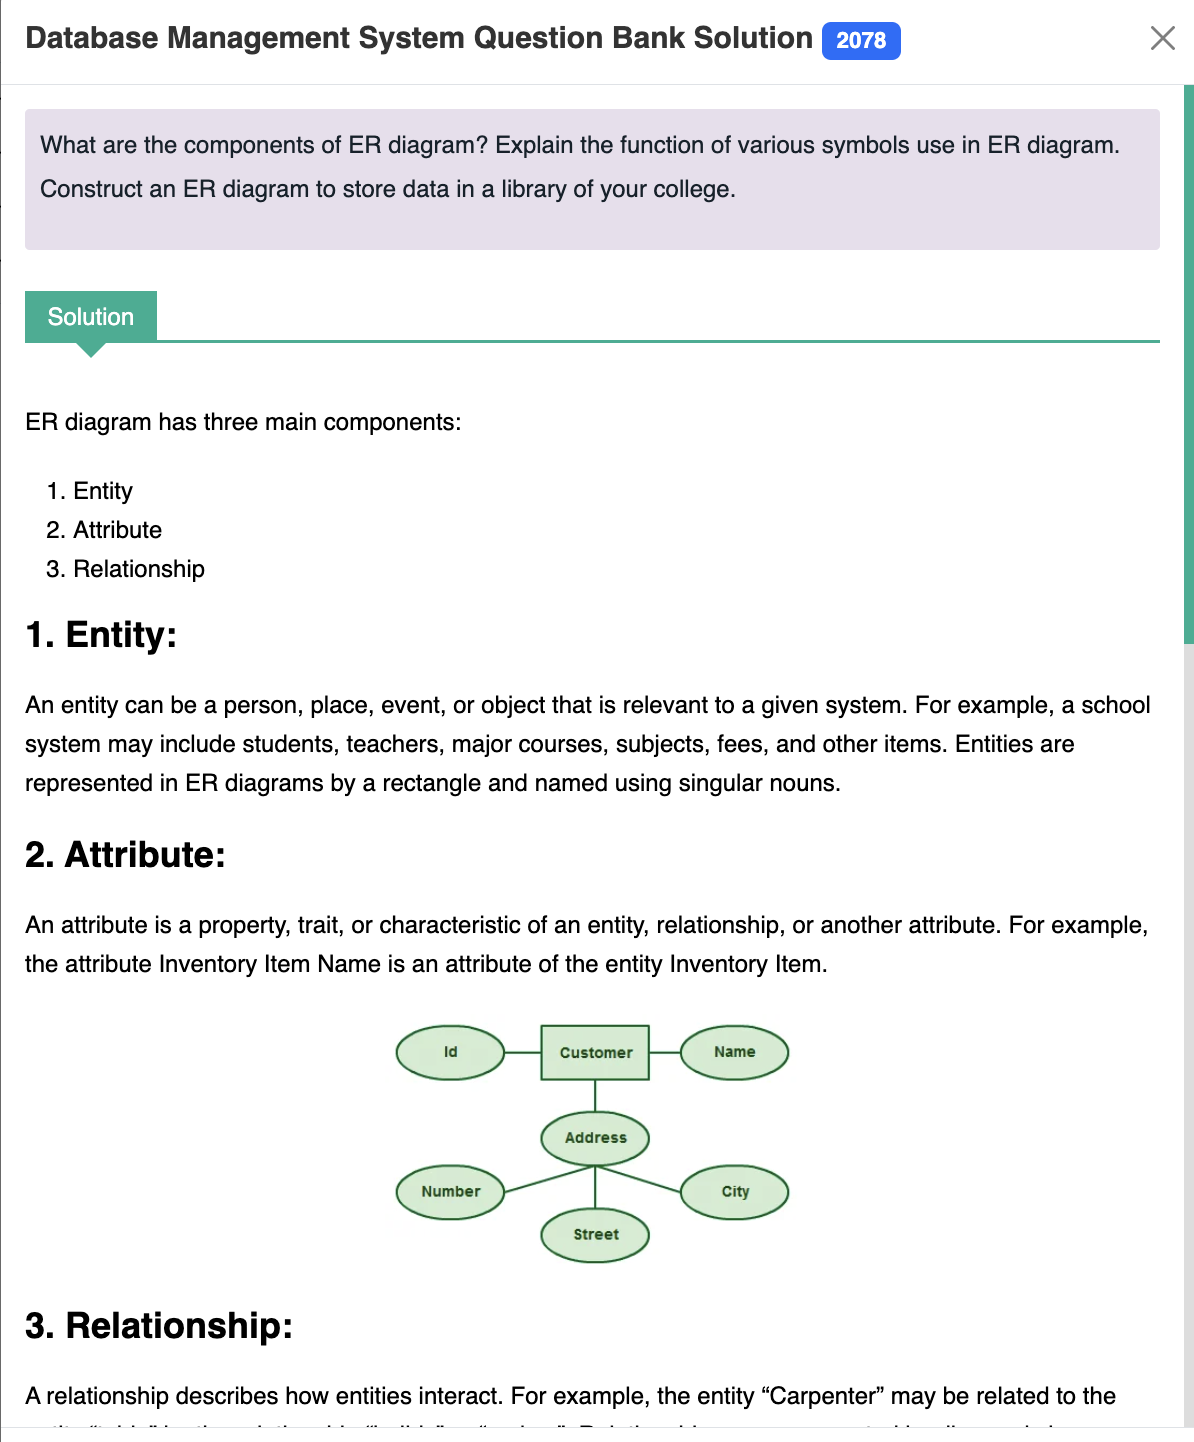 Database Management System Question Bank Solution 2078
What are the components of ER diagram? Explain the function of various symbols use in ER diagram.
Construct an ER diagram to store data in a library of your college.
Solution
ER diagram has three main components:
1. Entity
2. Attribute
3. Relationship
1. Entity:
An entity can be a person, place, event, or object that is relevant to a given system. For example, a school
system may include students, teachers, major courses, subjects, fees, and other items. Entities are
represented in ER diagrams by a rectangle and named using singular nouns.
2. Attribute:
An attribute is a property, trait, or characteristic of an entity, relationship, or another attribute. For example,
the attribute Inventory Item Name is an attribute of the entity Inventory Item.
Id Customer Name
Address
Number City
Street
3. Relationship:
A relationship describes how entities interact. For example, the entity “Carpenter” may be related to the